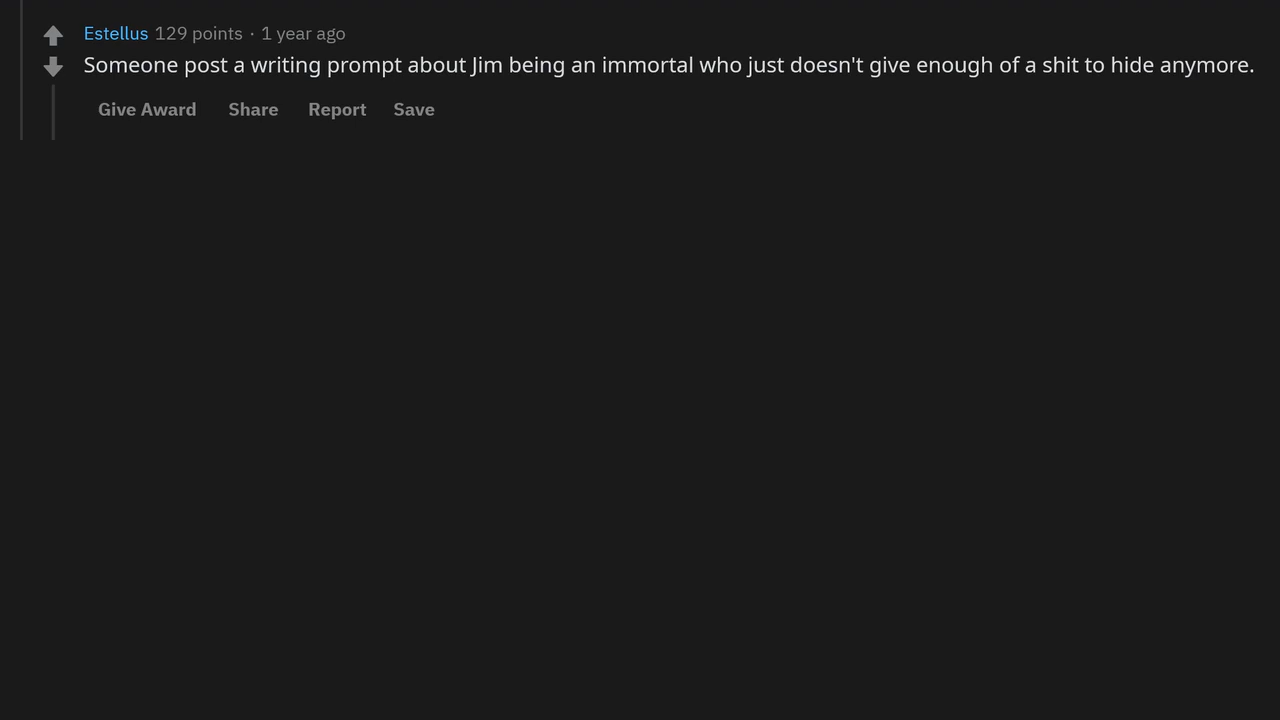 Estellus 129 points · 1 year ago
Someone post a writing prompt about Jim being an immortal who just doesn't give enough of a shit to hide anymore.
Give Award Share Report Save